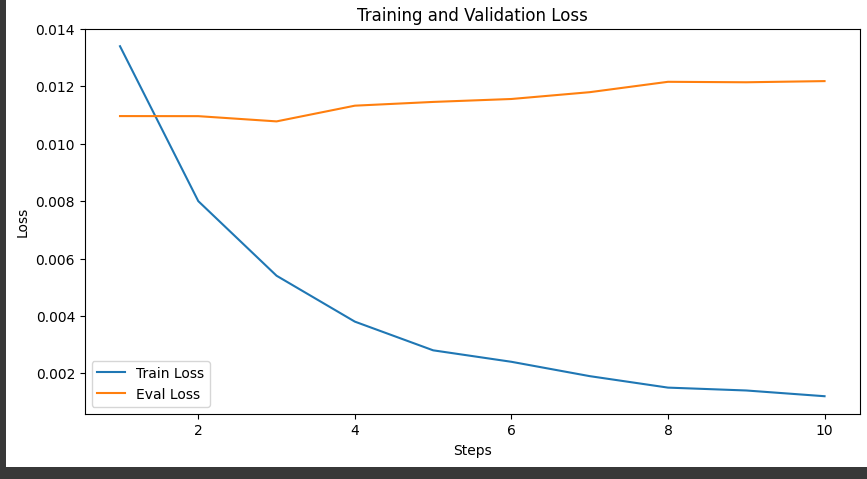 Training and Validation Loss
0.014
0.012
0.010
0.008
0.006
0.004
0.002
Loss
Train Loss
Eval Loss
2 4 6 8 10
Steps